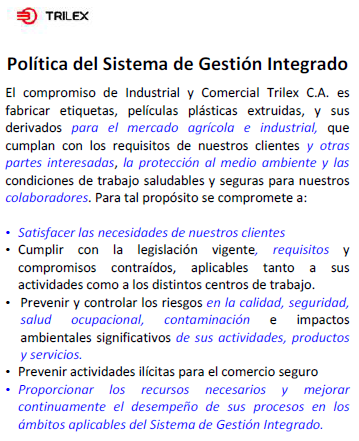 TRILEX
Política del Sistema de Gestión Integrado
El compromiso de Industrial y Comercial Trilex C.A. es
fabricar etiquetas, películas plásticas extruidas, y sus
derivados para el mercado agrícola e industrial, que
cumplan con los requisitos de nuestros clientes y otras
partes interesadas, la protección al medio ambiente y las
condiciones de trabajo saludables y seguras para nuestros
colaboradores. Para tal propósito se compromete a:
• Satisfacer las necesidades de nuestros clientes
• Cumplir con la legislación vigente, requisitos y
compromisos contraídos, aplicables tanto a sus
actividades como a los distintos centros de trabajo.
• Prevenir y controlar los riesgos en la calidad, seguridad,
salud ocupacional, contaminación e impactos
ambientales significativos de sus actividades, productos
y servicios.
• Prevenir actividades ilícitas para el comercio seguro
• Proporcionar los recursos necesarios y mejorar
continuamente el desempeño de sus procesos en los
ámbitos aplicables del Sistema de Gestión Integrado.